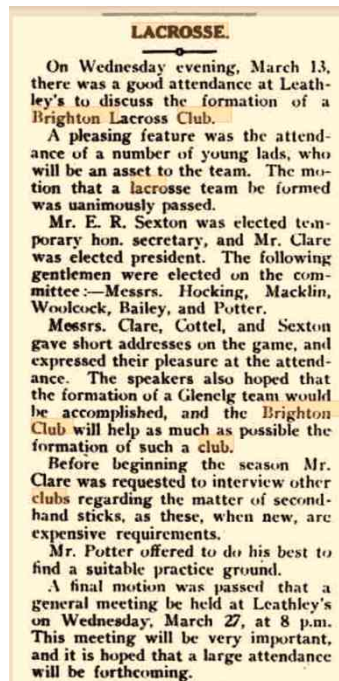 LACROSSE.
On Wednesday evening, March 13,
there was a good attendance at Leath-
ley's to discuss the formation of a
Brighton Lacross Club.
A pleasing feature was the attend-
ance of a number of young lads, who
will be an asset to the team. The mo-
tion that a lacrosse team be formed
was uanimously passed.
Mr. E. R. Sexton was elected tem-
porary hon. secretary, and Mr. Clare
was elected president. The following
gentlemen were elected on the com-
mittee:—Messrs. Hocking, Macklin,
Woolcock, Bailey, and Potter.
Messrs. Clare, Cottel, and Sexton
gave short addresses on the game, and
expressed their pleasure at the attend-
ance. The speakers also hoped that
the formation of a Glenelg team would
be accomplished, and the Brighton
Club will help as much as possible the
formation of such a club.
Before beginning the season Mr.
Clare was requested to interview other
clubs regarding the matter of second-
hand sticks, as these, when new, are
expensive requirements.
Mr. Potter offered to do his best to
find a suitable practice ground.
A final motion was passed that a
general meeting be held at Leathley's
on Wednesday, March 27, at 8 p.m.
This meeting will be very important,
and it is hoped that a large attendance
will be forthcoming.